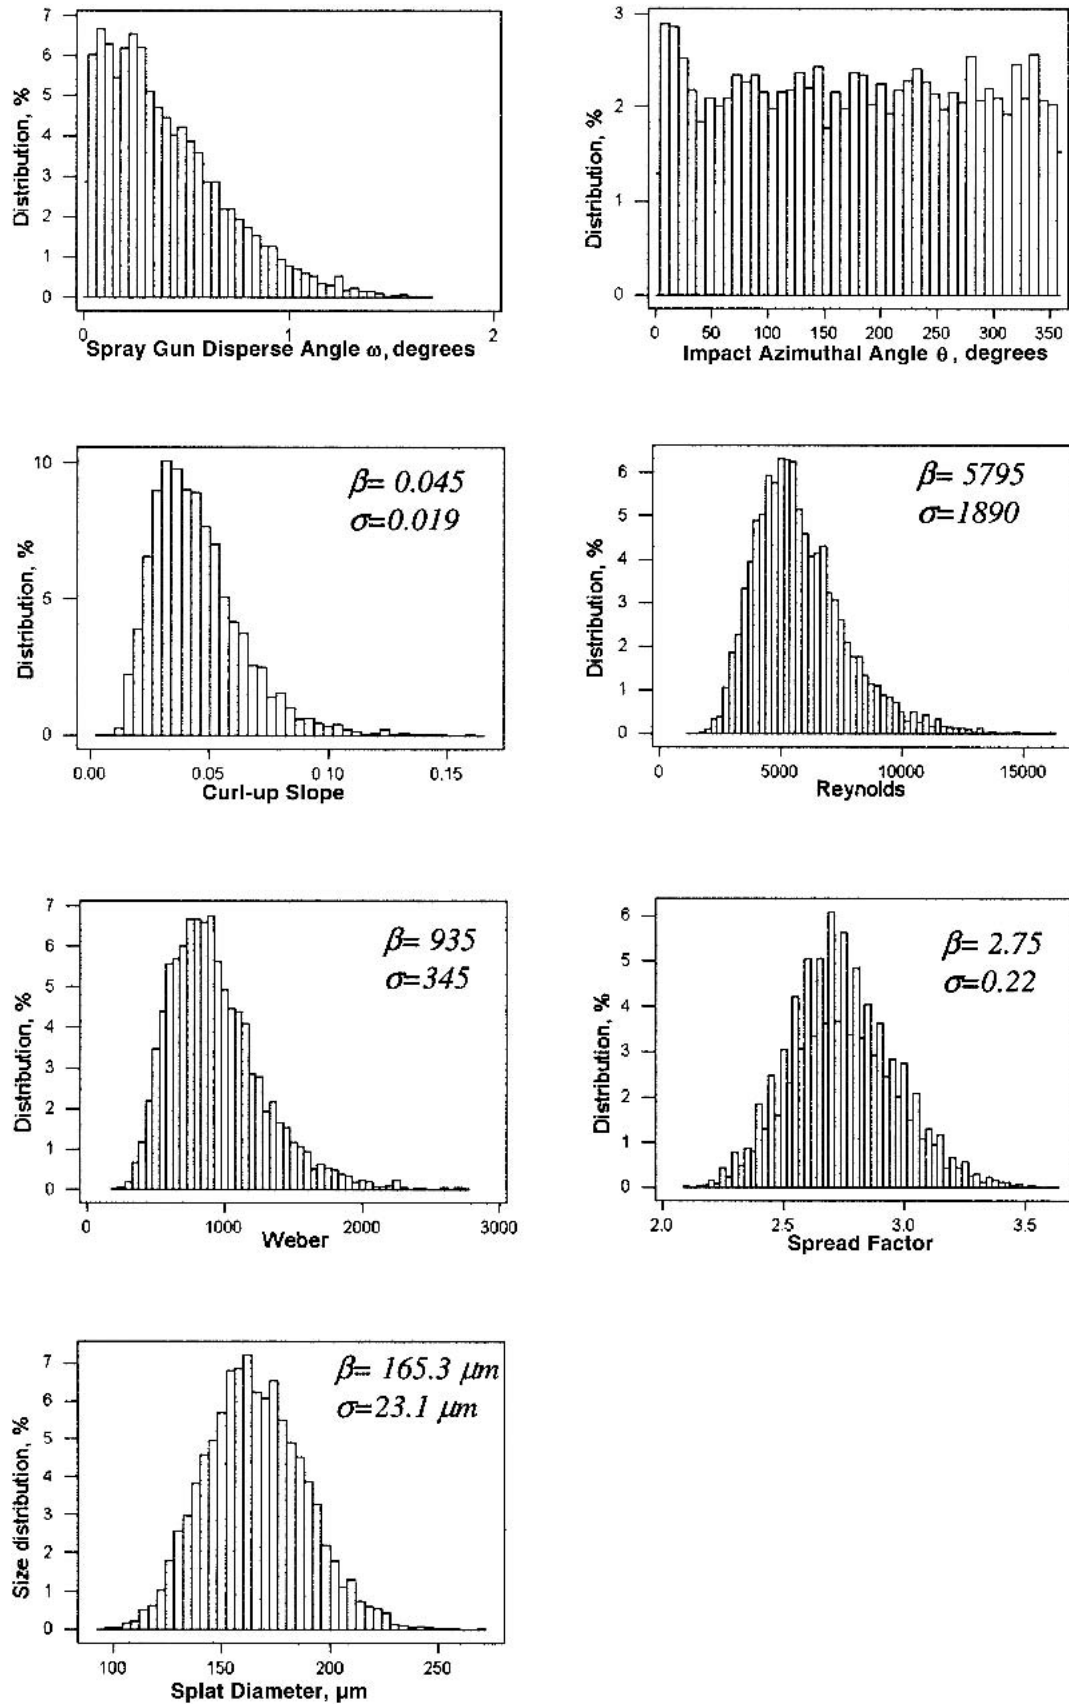 7
6
5
4
3
2
1
0
Distribution, %
0 1 2
Spray Gun Disperse Angle ω, degrees
3
2
1
0
Distribution, %
0 50 100 150 200 250 300 350
Impact Azimuthal Angle θ, degrees
10
5
0
Distribution, %
β= 0.045
σ=0.019
0.00 0.05 0.10 0.15
Curl-up Slope
6
5
4
3
2
1
0
Distribution, %
β= 5795
σ=1890
0 5000 10000 15000
Reynolds
7
6
5
4
3
2
1
0
Distribution, %
β= 935
σ=345
0 1000 2000 3000
Weber
6
5
4
3
2
1
0
Distribution, %
β= 2.75
σ=0.22
2.0 2.5 3.0 3.5
Spread Factor
7
6
5
4
3
2
1
0
Size distribution, %
β= 165.3 μm
σ=23.1 μm
100 150 200 250
Splat Diameter, μm